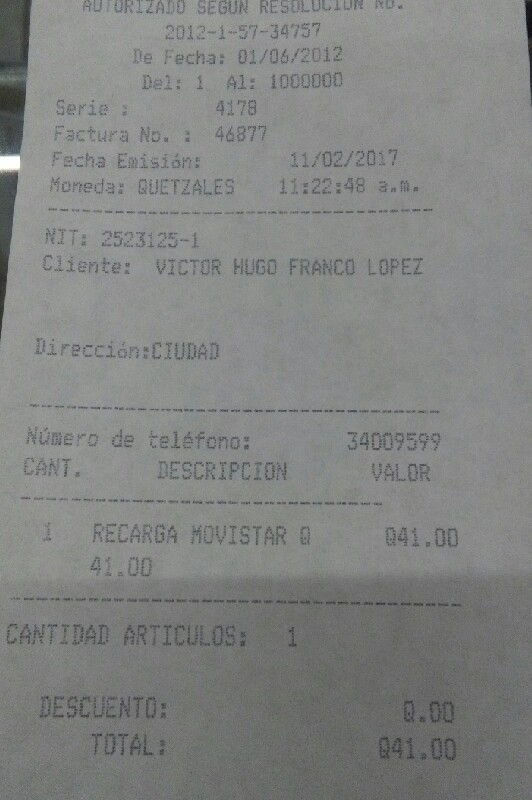 AUTORIZADO SEGUN RESOLUCION No.
2012-1-57-34757
De Fecha: 01/06/2012
Del: 1 Al: 1000000
Serie : 4178
Factura No. : 46877
Fecha Emisión: 11/02/2017
Moneda: QUETZALES 11:22:48 a.m.
NIT: 2523125-1
Cliente: VICTOR HUGO FRANCO LOPEZ
Dirección:CIUDAD
Número de teléfono: 34009599
CANT. DESCRIPCION VALOR
1 RECARGA MOVISTAR Q Q41.00
41.00
CANTIDAD ARTICULOS: 1
DESCUENTO: Q.00
TOTAL: Q41.00